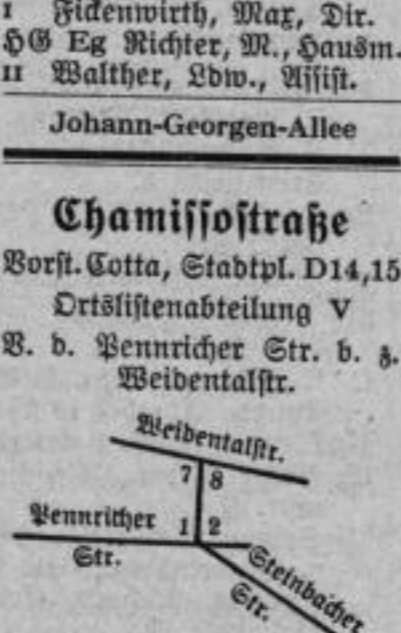 I Fickenwirth, Max, Dir.
HG Eg Richter, M., Hausm.
II Walther, Ldw., Assist.
Johann-Georgen-Allee
Chamissostraße
Vorst. Cotta, Stadtpl. D14,15
Ortslistenabteilung V
V. d. Pennricher Str. b. z.
Weidentalstr.
Weidentalstr.
7 8
Pennricher 1 2
Str.
Steinbacher
Str.